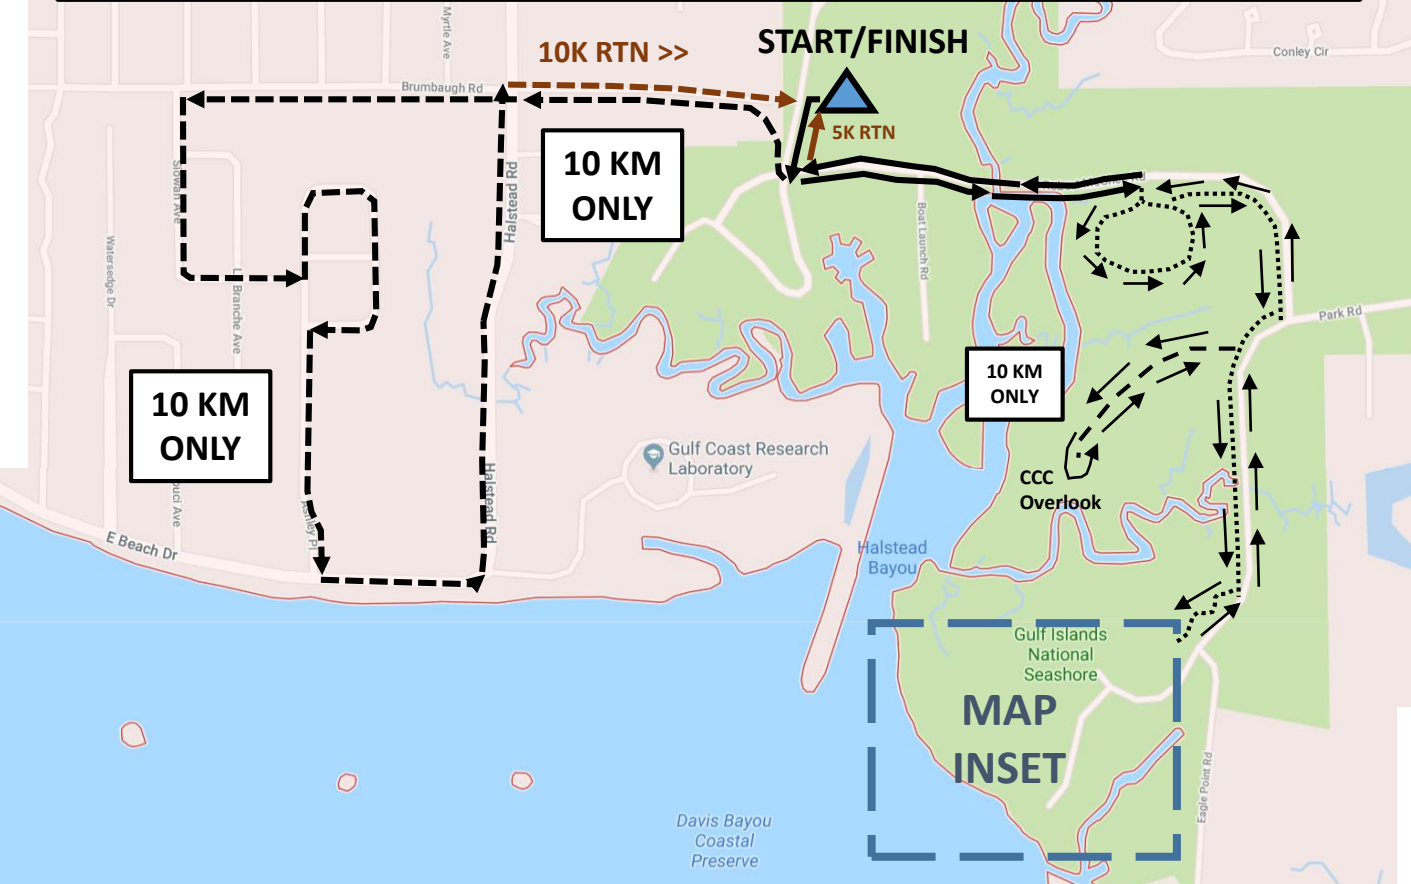 Myrtle Ave
10K RTN >>
START/FINISH
Conley Cir
Brumbaugh Rd
5K RTN
10 KM
ONLY
Halstead Rd
Siowan Ave
Boat Launch Rd
Watersedge Dr
Branche Ave
Park Rd
10 KM
ONLY
10 KM
ONLY
Gulf Coast Research
Laboratory
CCC
Overlook
Halstead Rd
Ashley Pl
E Beach Dr
Halstead
Bayou
Gulf Islands
National
Seashore
MAP
INSET
Eagle Point Rd
Davis Bayou
Coastal
Preserve